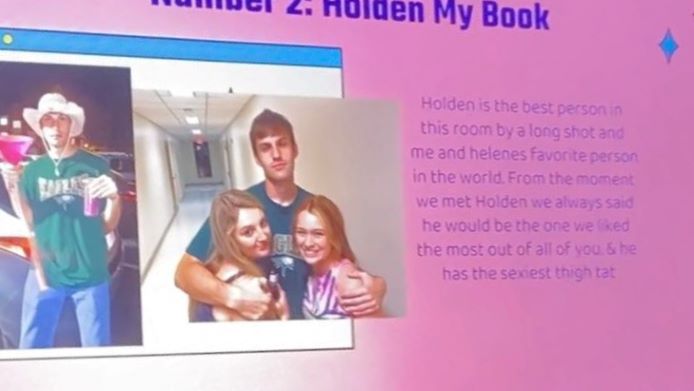 Number 2: Holden My Book
Holden is the best person in
this room by a long shot and
me and helenes favorite person
in the world. From the moment
we met Holden we always said
he would be the one we liked
the most out of all of you, & he
has the sexiest thigh tat